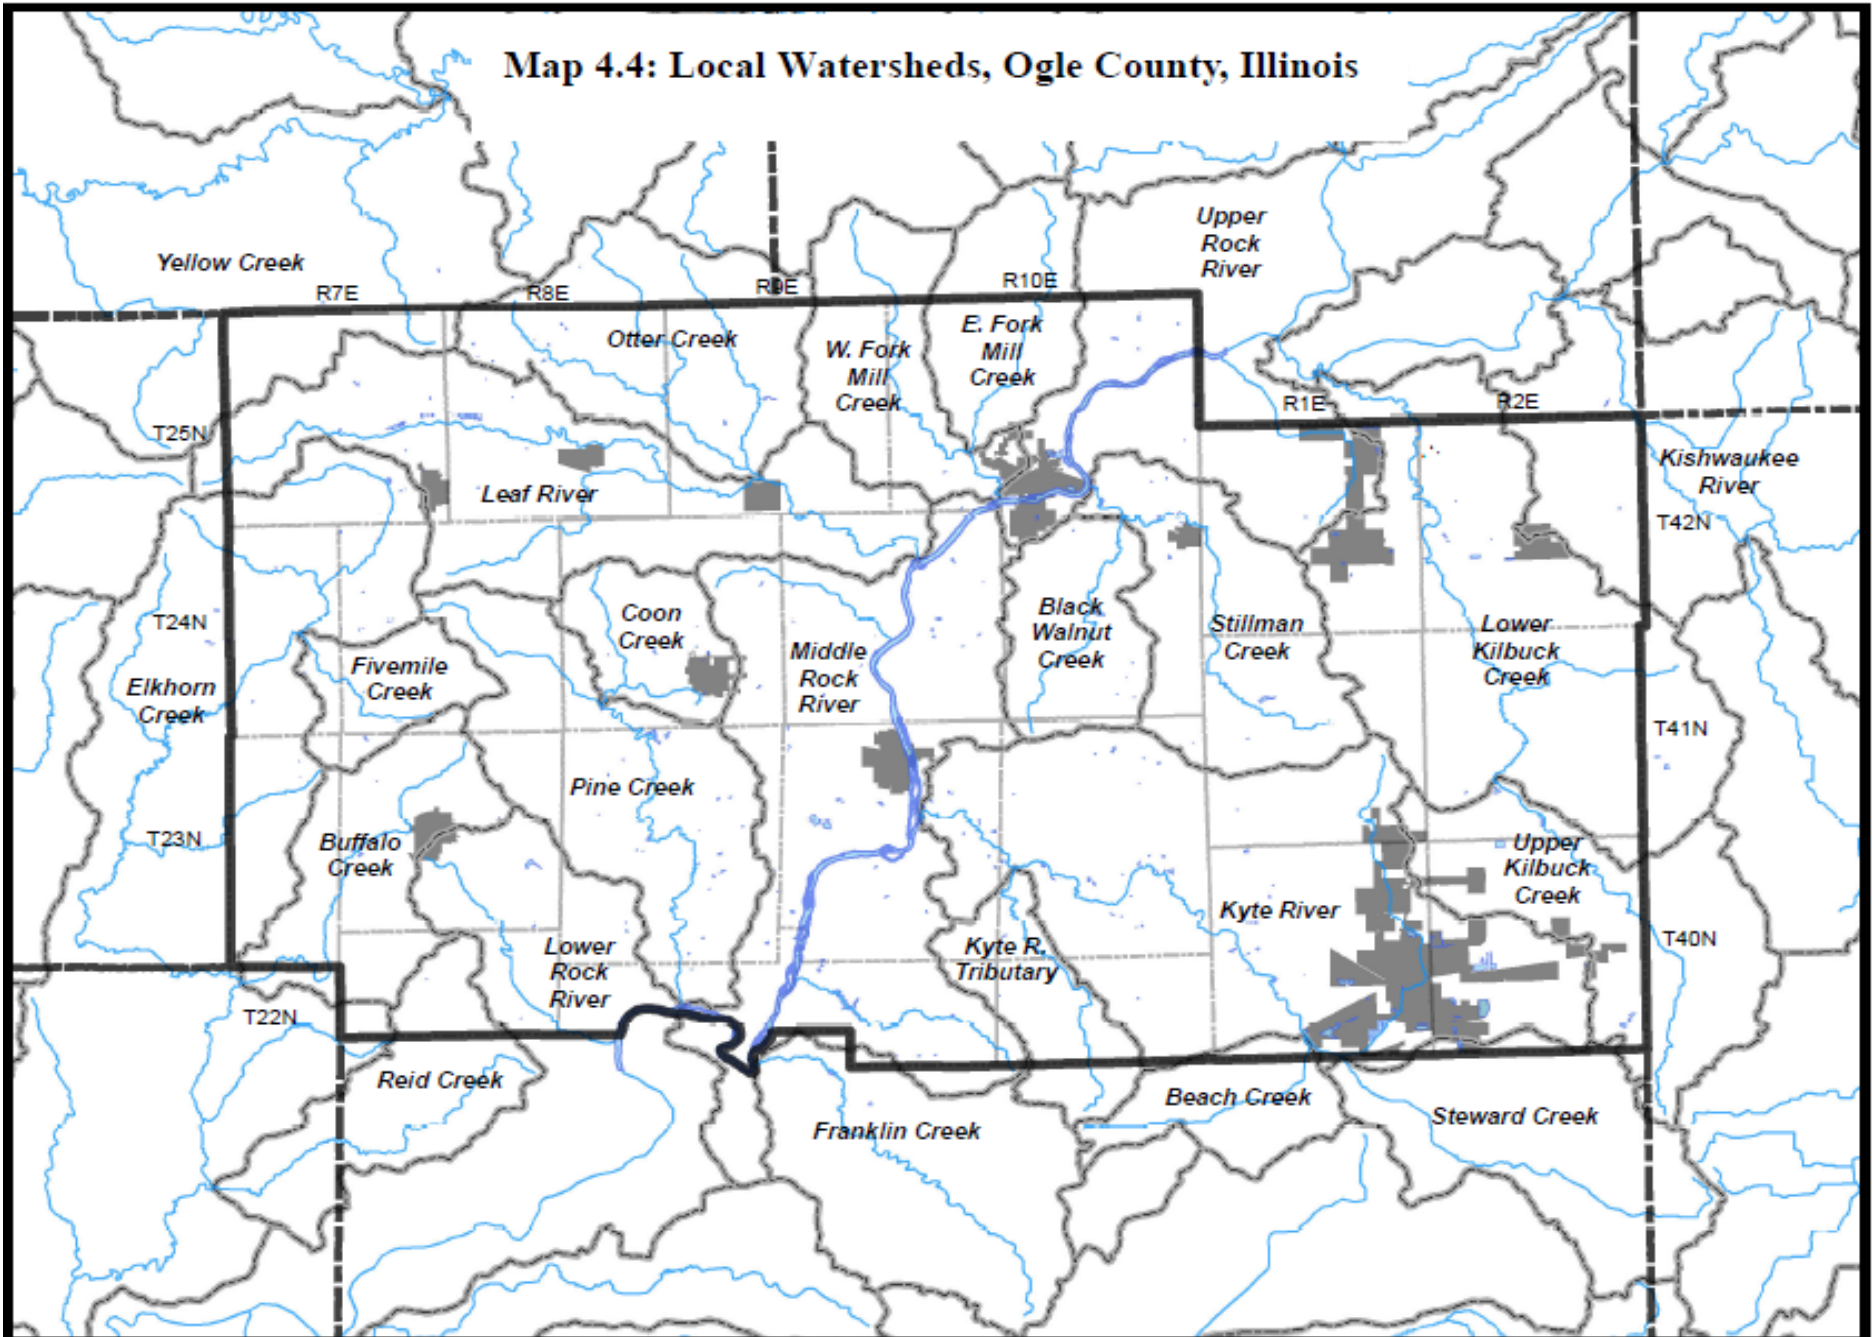 Map 4.4: Local Watersheds, Ogle County, Illinois
Upper
Rock
River
Yellow Creek
R7E
R8E
R9E
R10E
Otter Creek
W. Fork
Mill
Creek
E. Fork
Mill
Creek
R1E
R2E
T25N
Leaf River
Kishwaukee
River
T42N
T24N
Coon
Creek
Black
Walnut
Creek
Stillman
Creek
Lower
Kilbuck
Creek
Fivemile
Creek
Middle
Rock
River
Elkhorn
Creek
T41N
Pine Creek
T23N
Buffalo
Creek
Upper
Kilbuck
Creek
Kyte River
Lower
Rock
River
Kyte R.
Tributary
T40N
T22N
Reid Creek
Beach Creek
Steward Creek
Franklin Creek